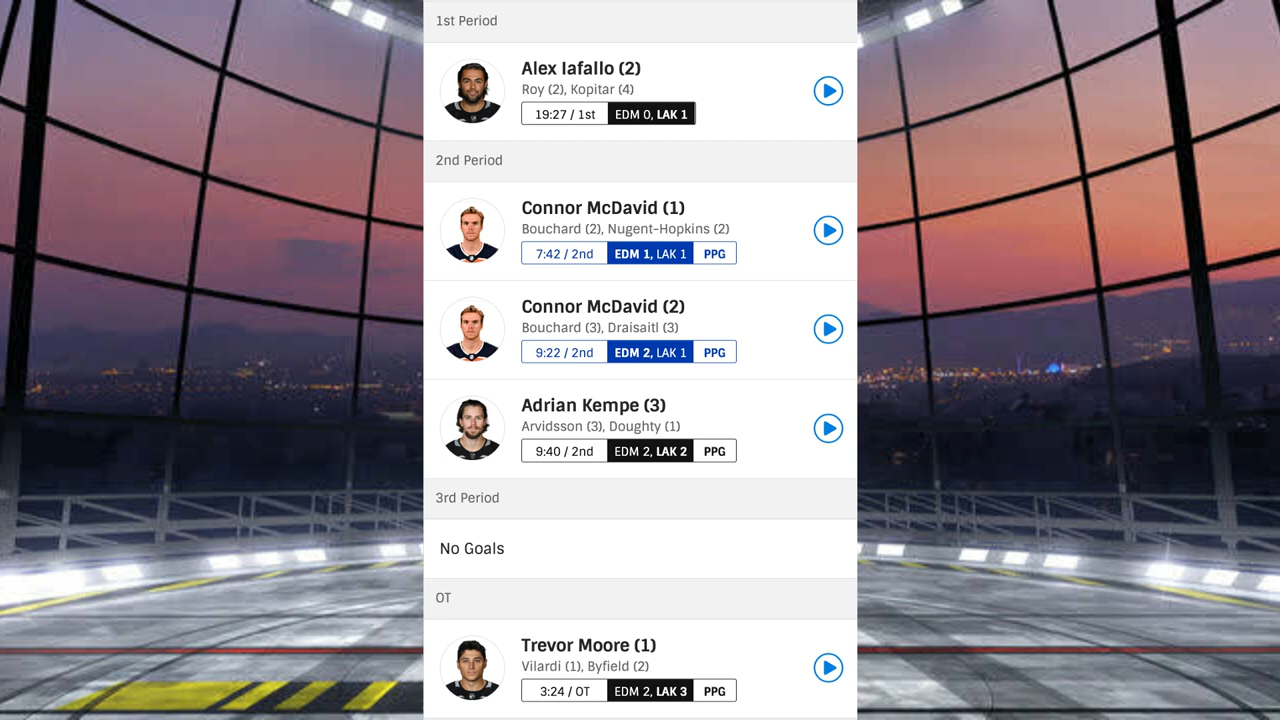 1st Period
Alex Iafallo (2)
Roy (2), Kopitar (4)
19:27 / 1st EDM 0, LAK 1
2nd Period
Connor McDavid (1)
Bouchard (2), Nugent-Hopkins (2)
7:42 / 2nd EDM 1, LAK 1 PPG
Connor McDavid (2)
Bouchard (3), Draisaitl (3)
9:22 / 2nd EDM 2, LAK 1 PPG
Adrian Kempe (3)
Arvidsson (3), Doughty (1)
9:40 / 2nd EDM 2, LAK 2 PPG
3rd Period
No Goals
OT
Trevor Moore (1)
Vilardi (1), Byfield (2)
3:24 / OT EDM 2, LAK 3 PPG